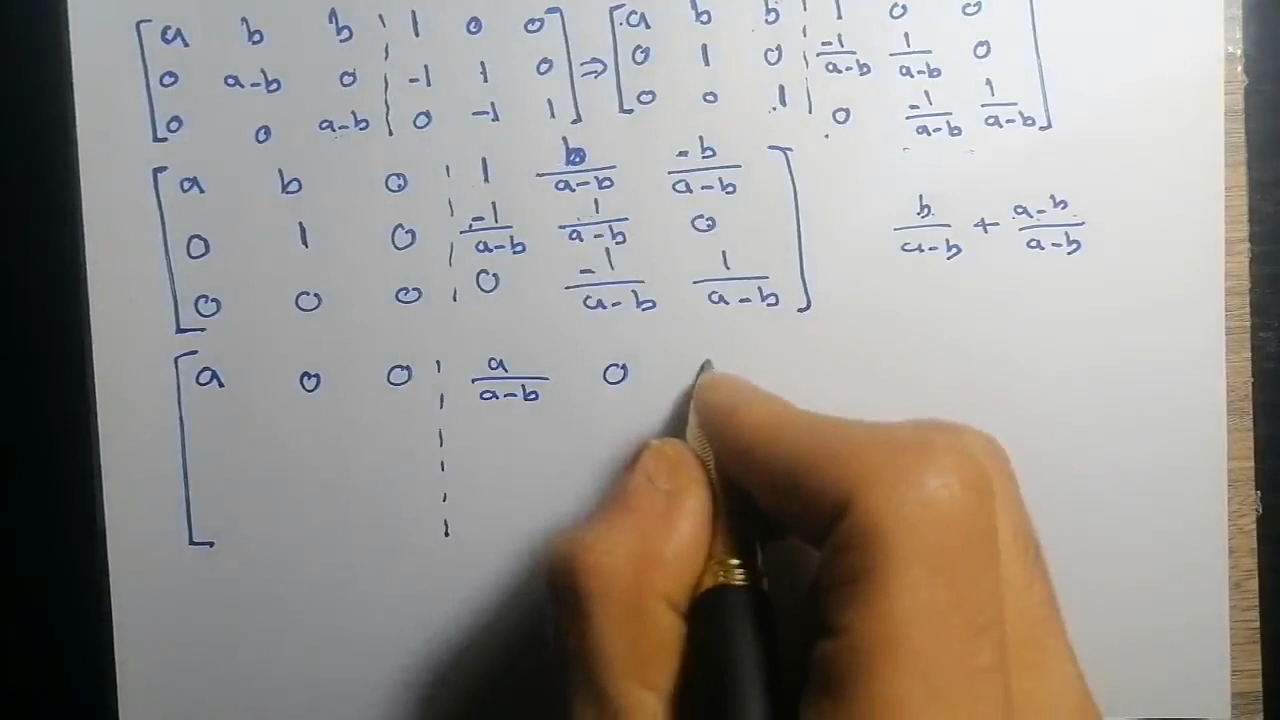 [a b b ¦ 1 0 0] ⇒ [a b b ¦ 1 0 0
0 a-b 0 ¦ -1 1 0 0 1 0 ¦ -1/a-b 1/a-b 0
0 0 a-b ¦ 0 -1 1] 0 0 1 ¦ 0 -1/a-b 1/a-b]
[a b 0 ¦ 1 b/a-b -b/a-b
0 1 0 ¦ -1/a-b 1/a-b 0 b/a-b + a-b/a-b
0 0 0 ¦ 0 -1/a-b 1/a-b]
[a 0 0 ¦ a/a-b 0